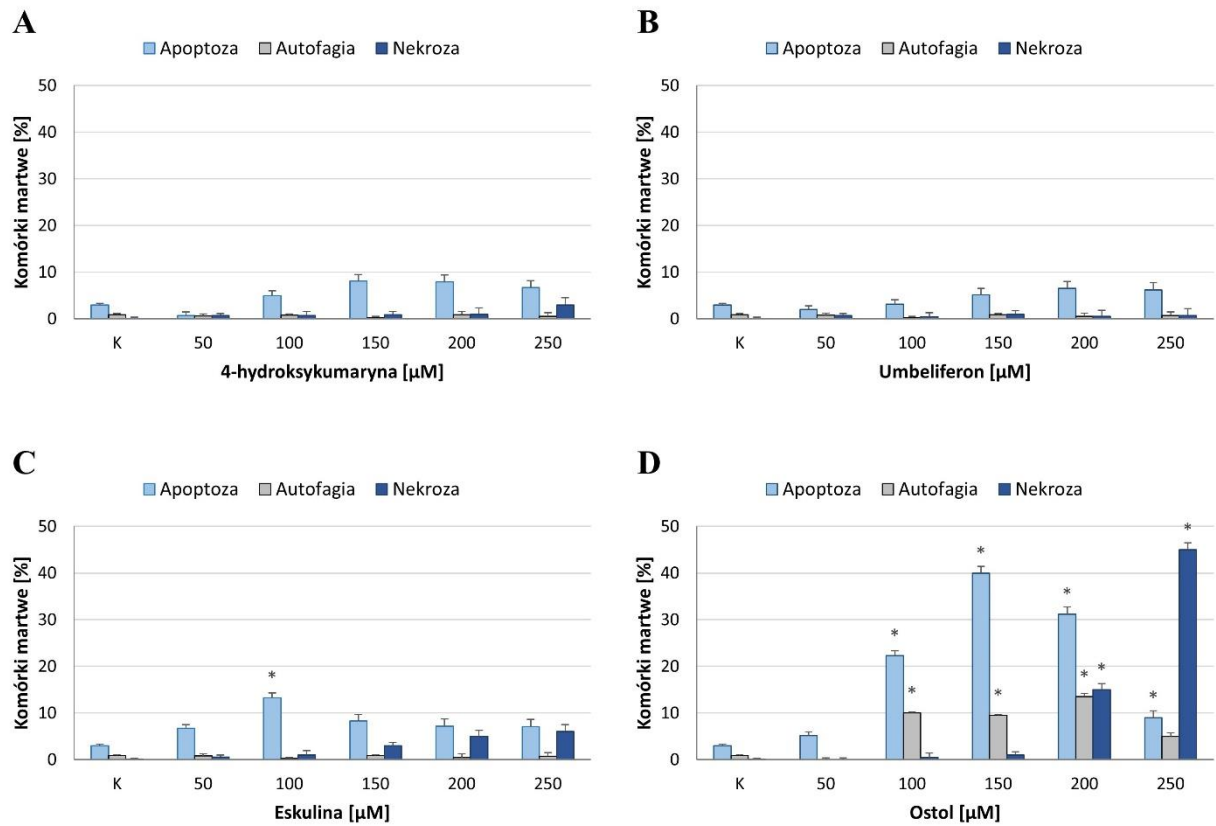 A
Apoptoza Autofagia Nekroza
Komórki martwe [%]
50
40
30
20
10
0
K 50 100 150 200 250
4-hydroksykumaryna [µM]
B
Apoptoza Autofagia Nekroza
Komórki martwe [%]
50
40
30
20
10
0
K 50 100 150 200 250
Umbeliferon [µM]
C
Apoptoza Autofagia Nekroza
Komórki martwe [%]
50
40
30
20
10
0
*
K 50 100 150 200 250
Eskulina [µM]
D
Apoptoza Autofagia Nekroza
Komórki martwe [%]
50
40
30
20
10
0
* * * * * * * * *
K 50 100 150 200 250
Ostol [µM]